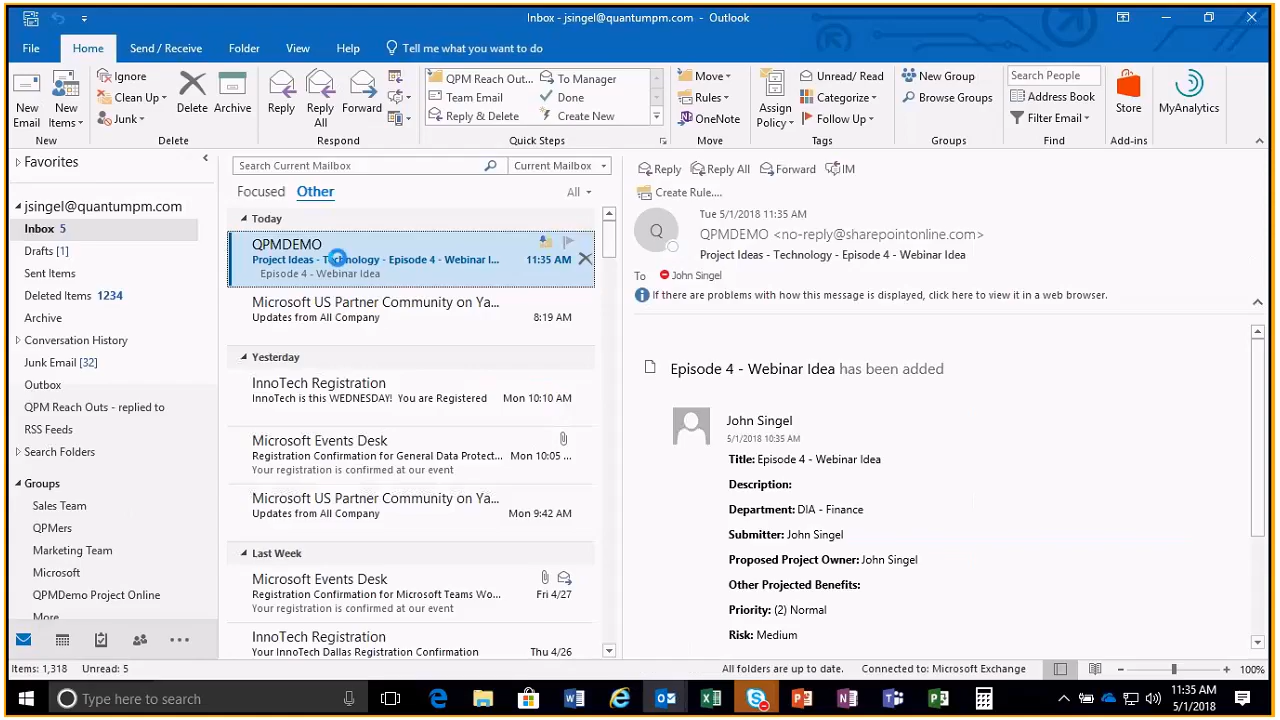 Inbox - jsingel@quantumpm.com - Outlook
File Home Send / Receive Folder View Help Tell me what you want to do
New Email
New Items
New
Ignore
Clean Up
Junk
Delete
Archive
Delete
Reply
Reply All
Forward
Respond
QPM Reach Out...
Team Email
Reply & Delete
To Manager
Done
Create New
Quick Steps
Move
Rules
OneNote
Move
Assign Policy
Unread/ Read
Categorize
Follow Up
Tags
New Group
Browse Groups
Groups
Search People
Address Book
Filter Email
Find
Store
Add-ins
MyAnalytics
Favorites
jsingel@quantumpm.com
Inbox 5
Drafts [1]
Sent Items
Deleted Items 1234
Archive
Conversation History
Junk Email [32]
Outbox
QPM Reach Outs - replied to
RSS Feeds
Search Folders
Groups
Sales Team
QPMers
Marketing Team
Microsoft
QPMDemo Project Online
More
Search Current Mailbox Current Mailbox
Focused Other All
Today
QPMDEMO
Project Ideas - Technology - Episode 4 - Webinar I... 11:35 AM
Episode 4 - Webinar Idea
Microsoft US Partner Community on Ya...
Updates from All Company 8:19 AM
Yesterday
InnoTech Registration
InnoTech is this WEDNESDAY! You are Registered Mon 10:10 AM
Microsoft Events Desk
Registration Confirmation for General Data Protect... Mon 10:05 ...
Your registration is confirmed at our event
Microsoft US Partner Community on Ya...
Updates from All Company Mon 9:42 AM
Last Week
Microsoft Events Desk
Registration Confirmation for Microsoft Teams Wo... Fri 4/27
Your registration is confirmed at our event
InnoTech Registration
Your InnoTech Dallas Registration Confirmation Thu 4/26
Reply Reply All Forward IM
Create Rule....
Q
Tue 5/1/2018 11:35 AM
QPMDEMO <no-reply@sharepointonline.com>
Project Ideas - Technology - Episode 4 - Webinar Idea
To John Singel
If there are problems with how this message is displayed, click here to view it in a web browser.
Episode 4 - Webinar Idea has been added
John Singel
5/1/2018 10:35 AM
Title: Episode 4 - Webinar Idea
Description:
Department: DIA - Finance
Submitter: John Singel
Proposed Project Owner: John Singel
Other Projected Benefits:
Priority: (2) Normal
Risk: Medium
Items: 1,318 Unread: 5 All folders are up to date. Connected to: Microsoft Exchange 100%
Type here to search
11:35 AM
5/1/2018